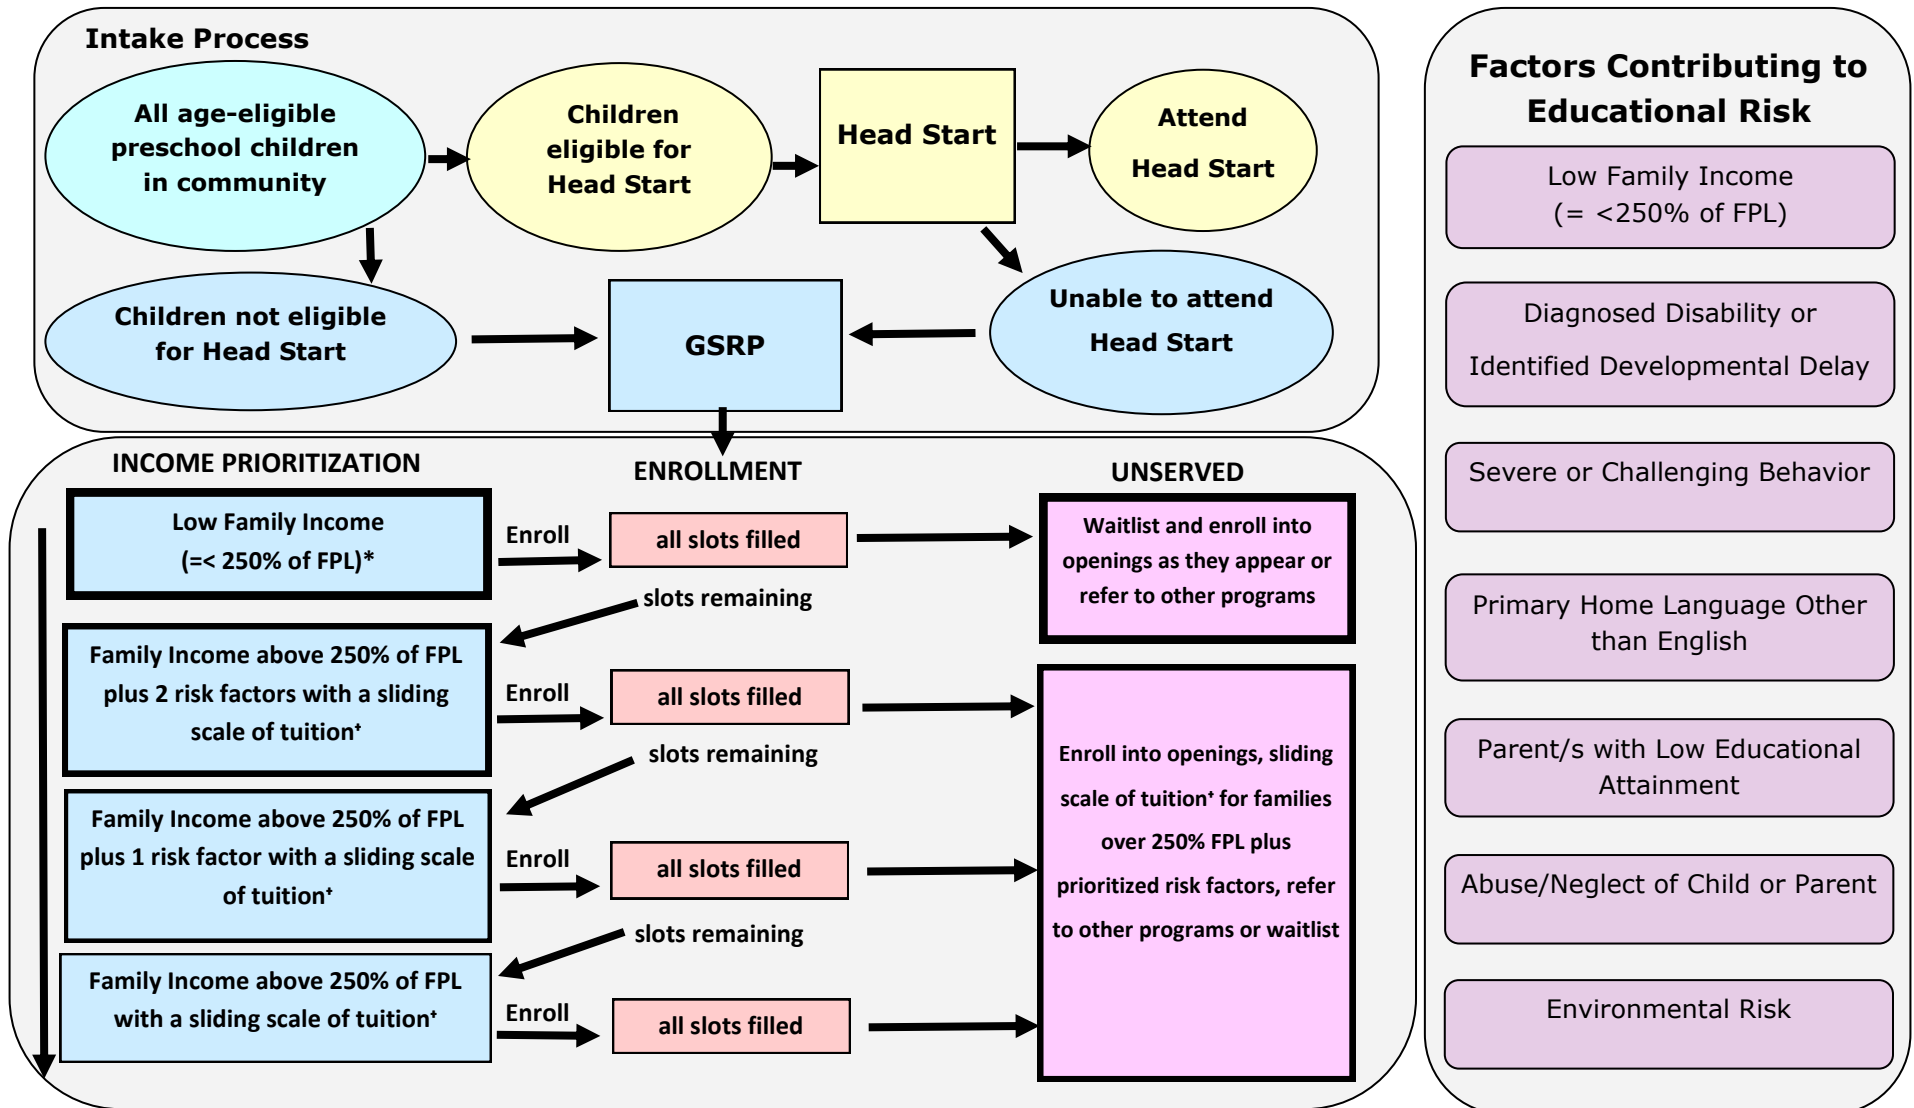 Intake Process
All age-eligible
preschool children
in community
Children
eligible for
Head Start
Head Start
Attend
Head Start
Children not eligible
for Head Start
GSRP
Unable to attend
Head Start
INCOME PRIORITIZATION
ENROLLMENT
UNSERVED
Low Family Income
(=< 250% of FPL)*
Enroll
all slots filled
Waitlist and enroll into
openings as they appear or
refer to other programs
slots remaining
Family Income above 250% of FPL
plus 2 risk factors with a sliding
scale of tuition⁺
Enroll
all slots filled
slots remaining
Family Income above 250% of FPL
plus 1 risk factor with a sliding scale
of tuition⁺
Enroll
all slots filled
slots remaining
Family Income above 250% of FPL
with a sliding scale of tuition⁺
Enroll
all slots filled
Enroll into openings, sliding
scale of tuition⁺ for families
over 250% FPL plus
prioritized risk factors, refer
to other programs or waitlist
Factors Contributing to
Educational Risk
Low Family Income
(= <250% of FPL)
Diagnosed Disability or
Identified Developmental Delay
Severe or Challenging Behavior
Primary Home Language Other
than English
Parent/s with Low Educational
Attainment
Abuse/Neglect of Child or Parent
Environmental Risk